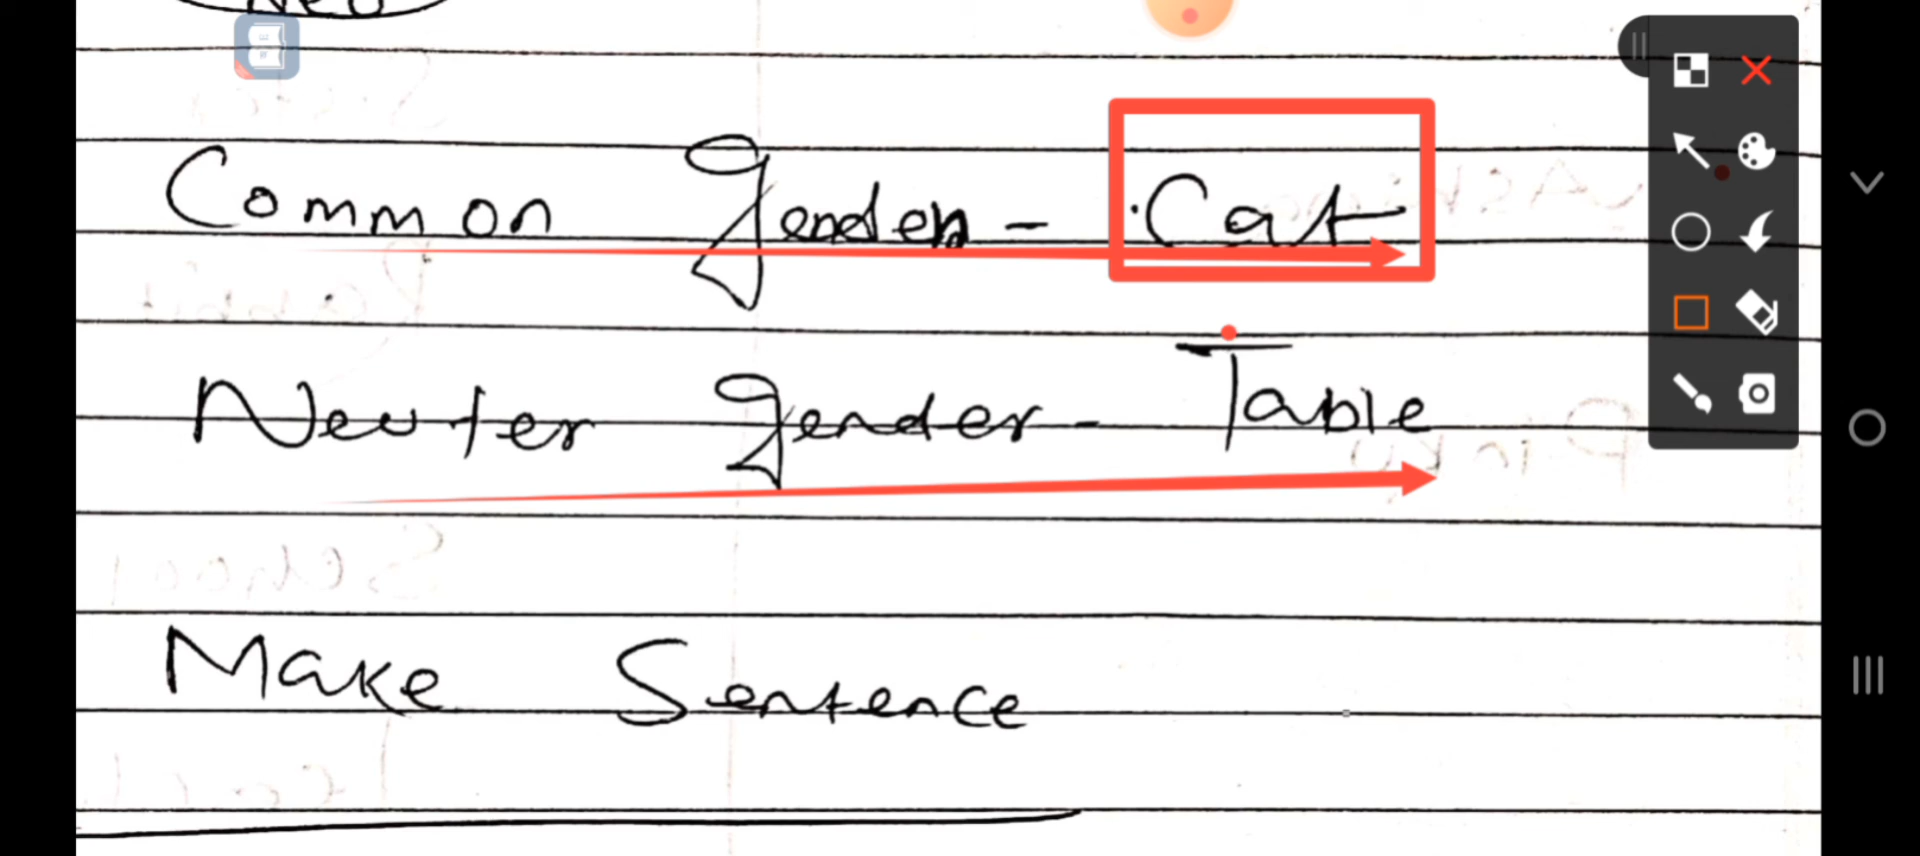 Common Gender - Cat
Neuter gender - Table
Make Sentence